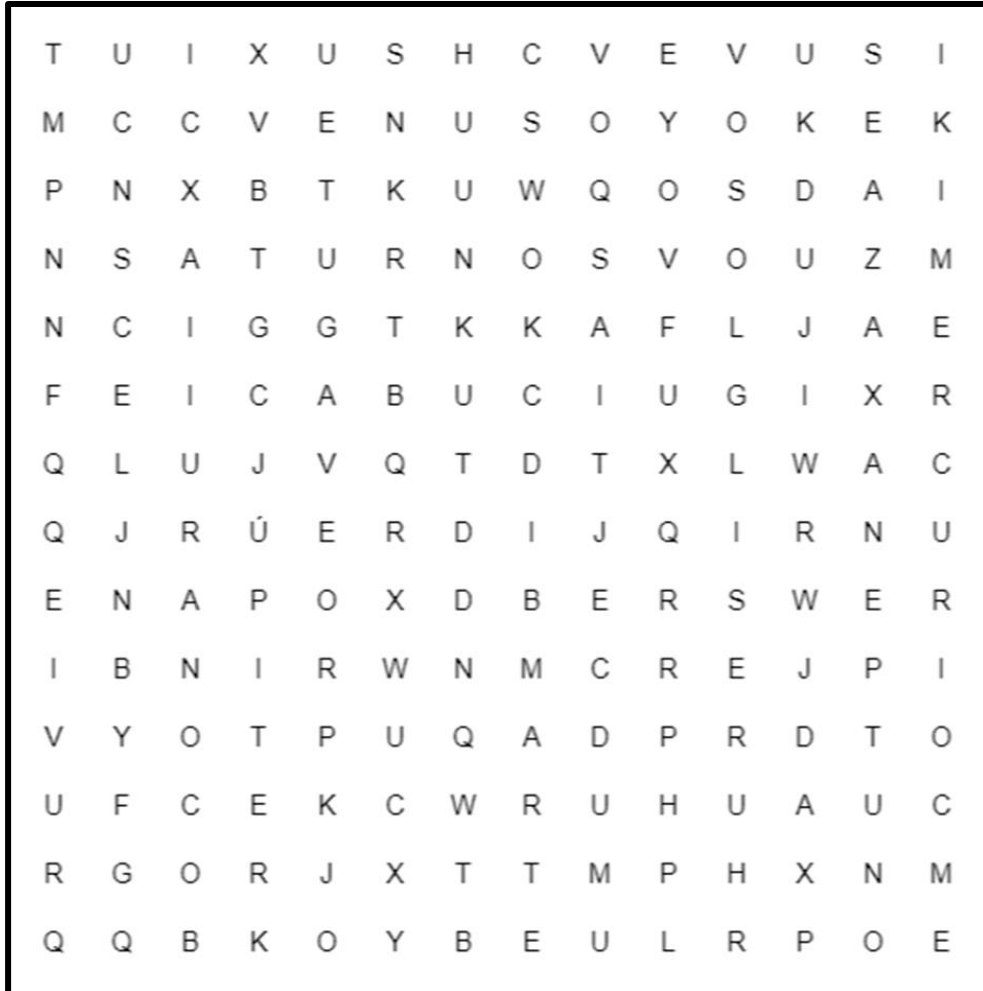 T U I X U S H C V E V U S I
M C C V E N U S O Y O K E K
P N X B T K U W Q O S D A I
N S A T U R N O S V O U Z M
N C I G G T K K A F L J A E
F E I C A B U C I U G I X R
Q L U J V Q T D T X L W A C
Q J R Ú E R D I J Q I R N U
E N A P O X D B E R S W E R
I B N I R W N M C R E J P I
V Y O T P U Q A D P R D T O
U F C E K C W R U H U A U C
R G O R J X T T M P H X N M
Q Q B K O Y B E U L R P O E